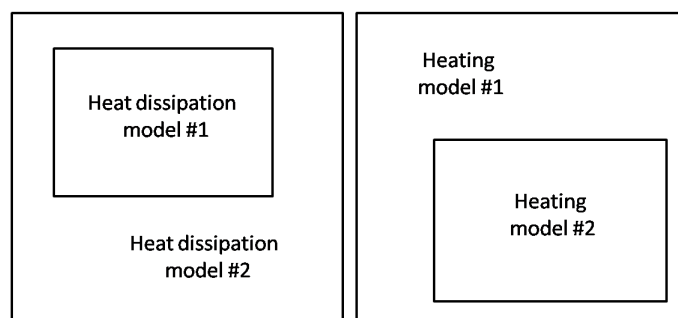 Heat dissipation
model #1
Heat dissipation
model #2
Heating
model #1
Heating
model #2